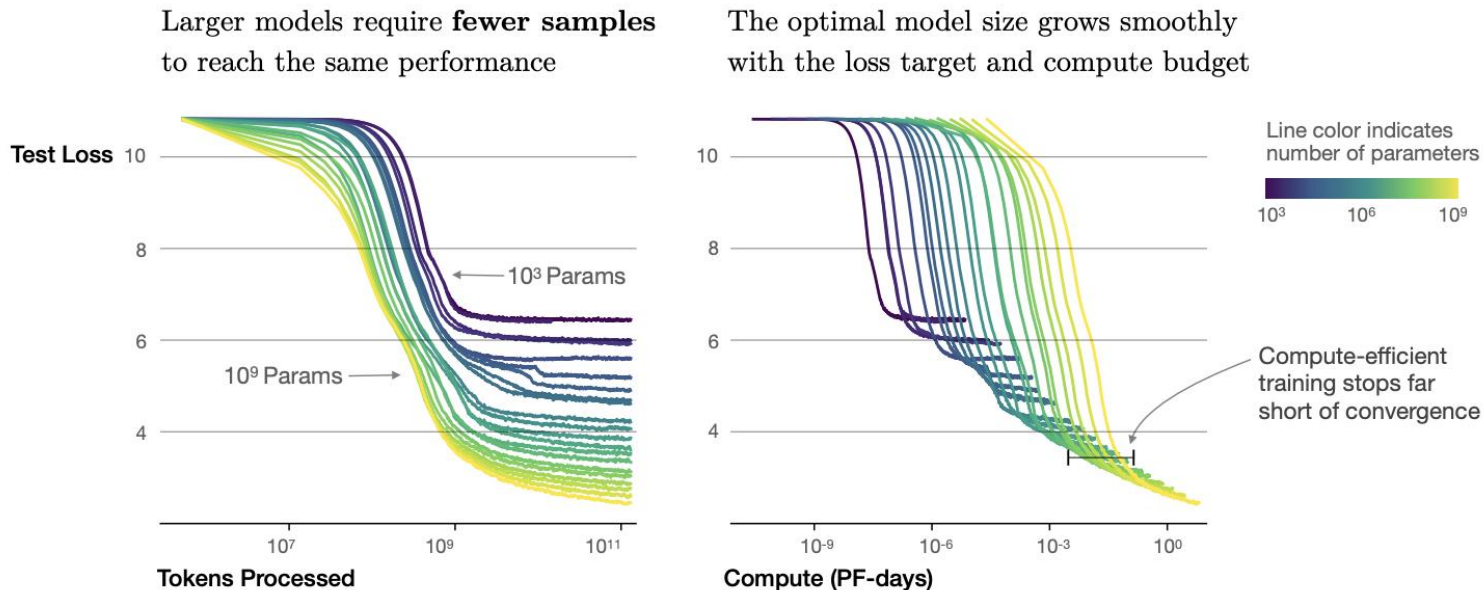 Larger models require fewer samples
to reach the same performance
The optimal model size grows smoothly
with the loss target and compute budget
Test Loss
10
8
6
4
10³ Params
10⁹ Params
10⁷
10⁹
10¹¹
Tokens Processed
10
8
6
4
10⁻⁹
10⁻⁶
10⁻³
10⁰
Compute (PF-days)
Line color indicates
number of parameters
10³
10⁶
10⁹
Compute-efficient
training stops far
short of convergence